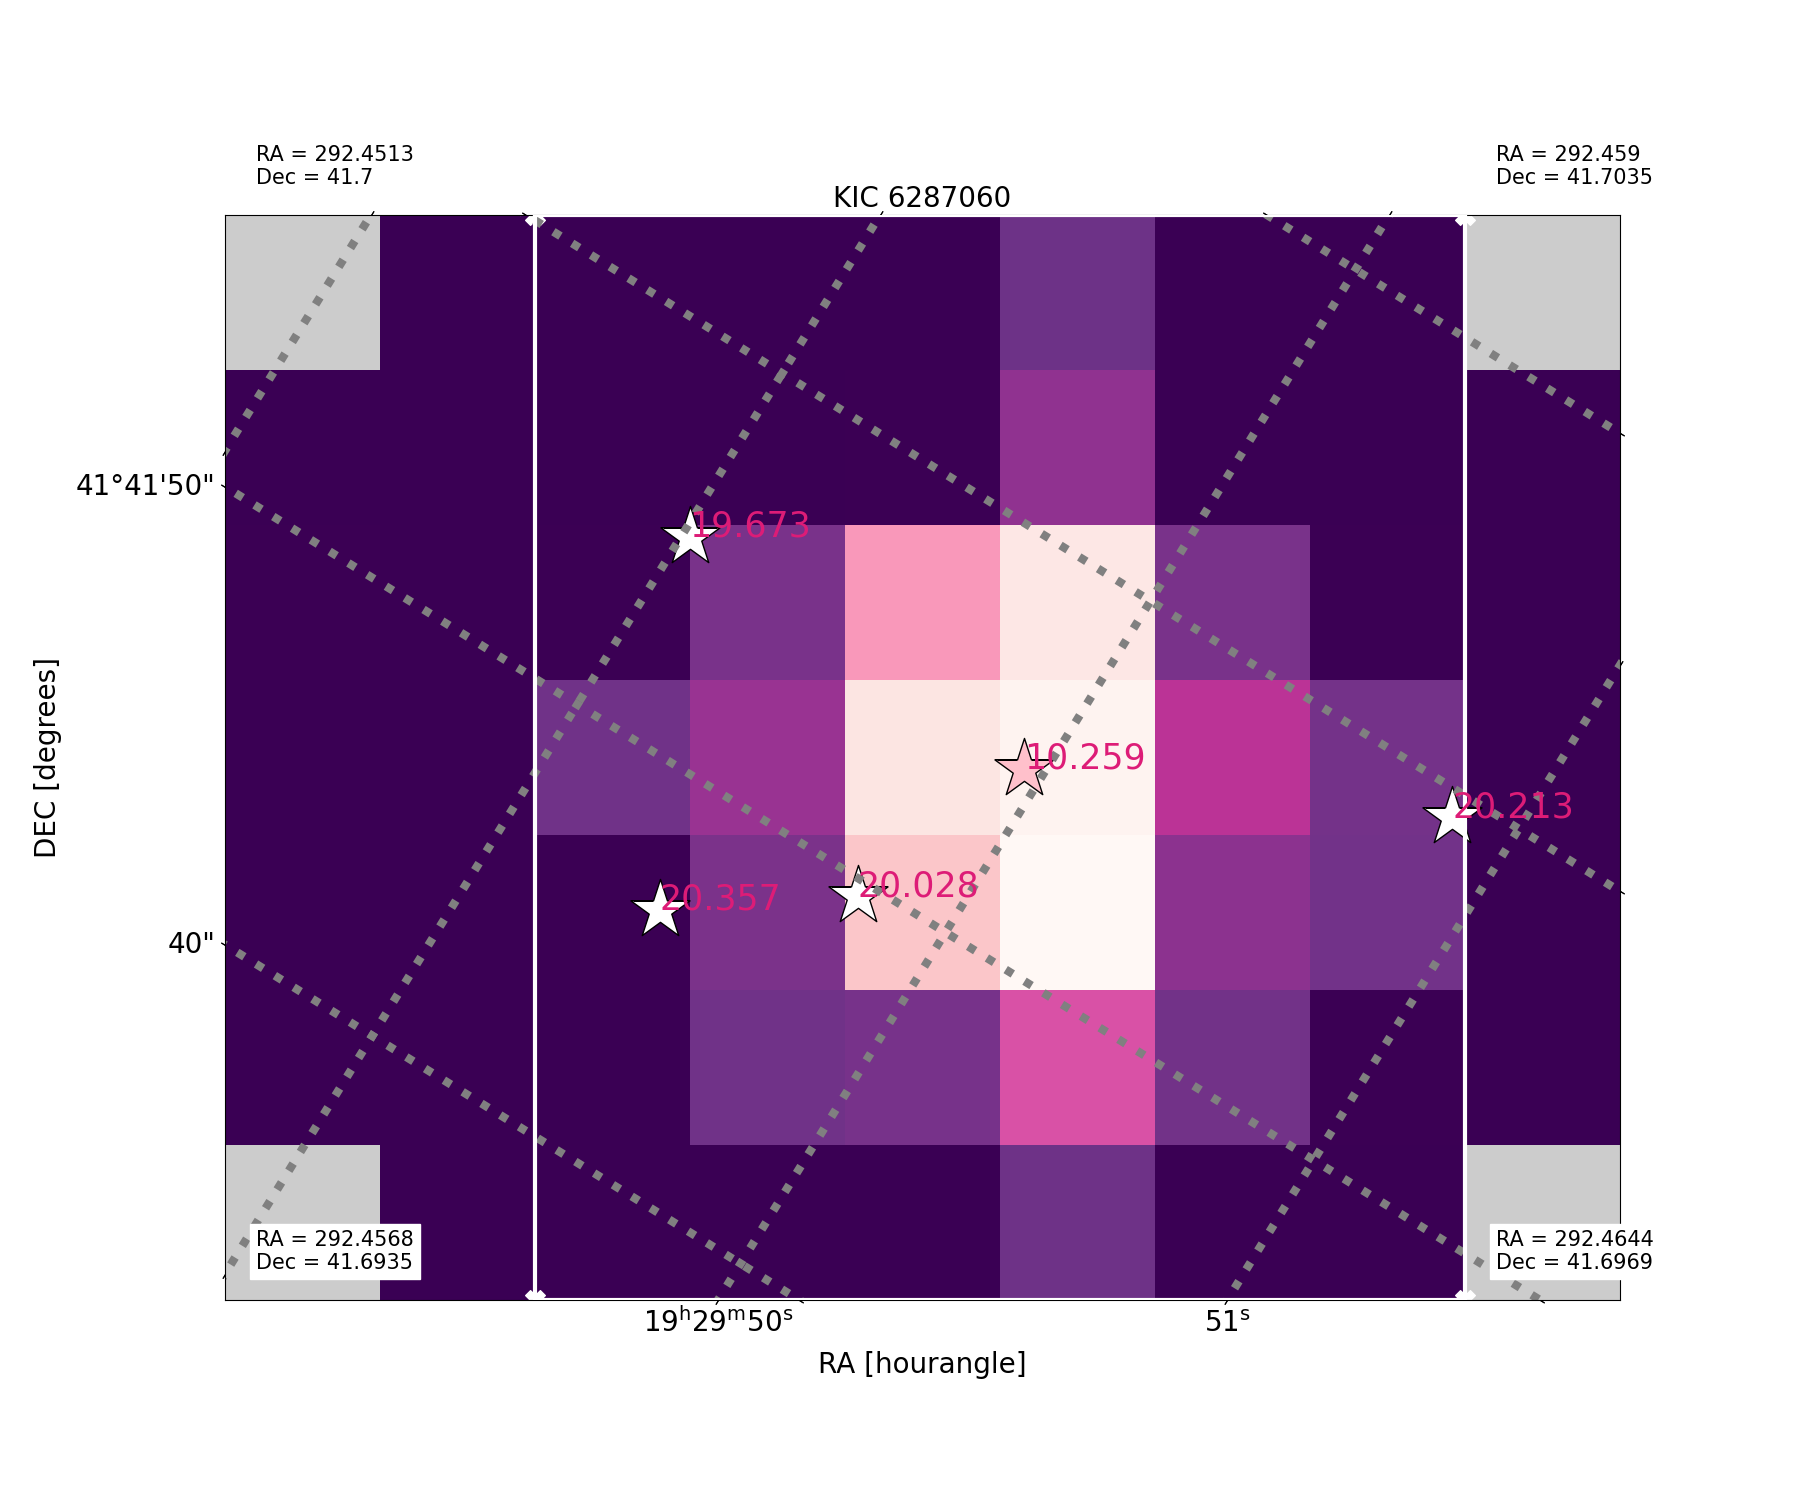 RA = 292.4513
Dec = 41.7
RA = 292.459
Dec = 41.7035
KIC 6287060
41°41'50"
19.673
10.259
20.213
20.357
20.028
40"
DEC [degrees]
RA = 292.4568
Dec = 41.6935
RA = 292.4644
Dec = 41.6969
19ʰ29ᵐ50ˢ
51ˢ
RA [hourangle]